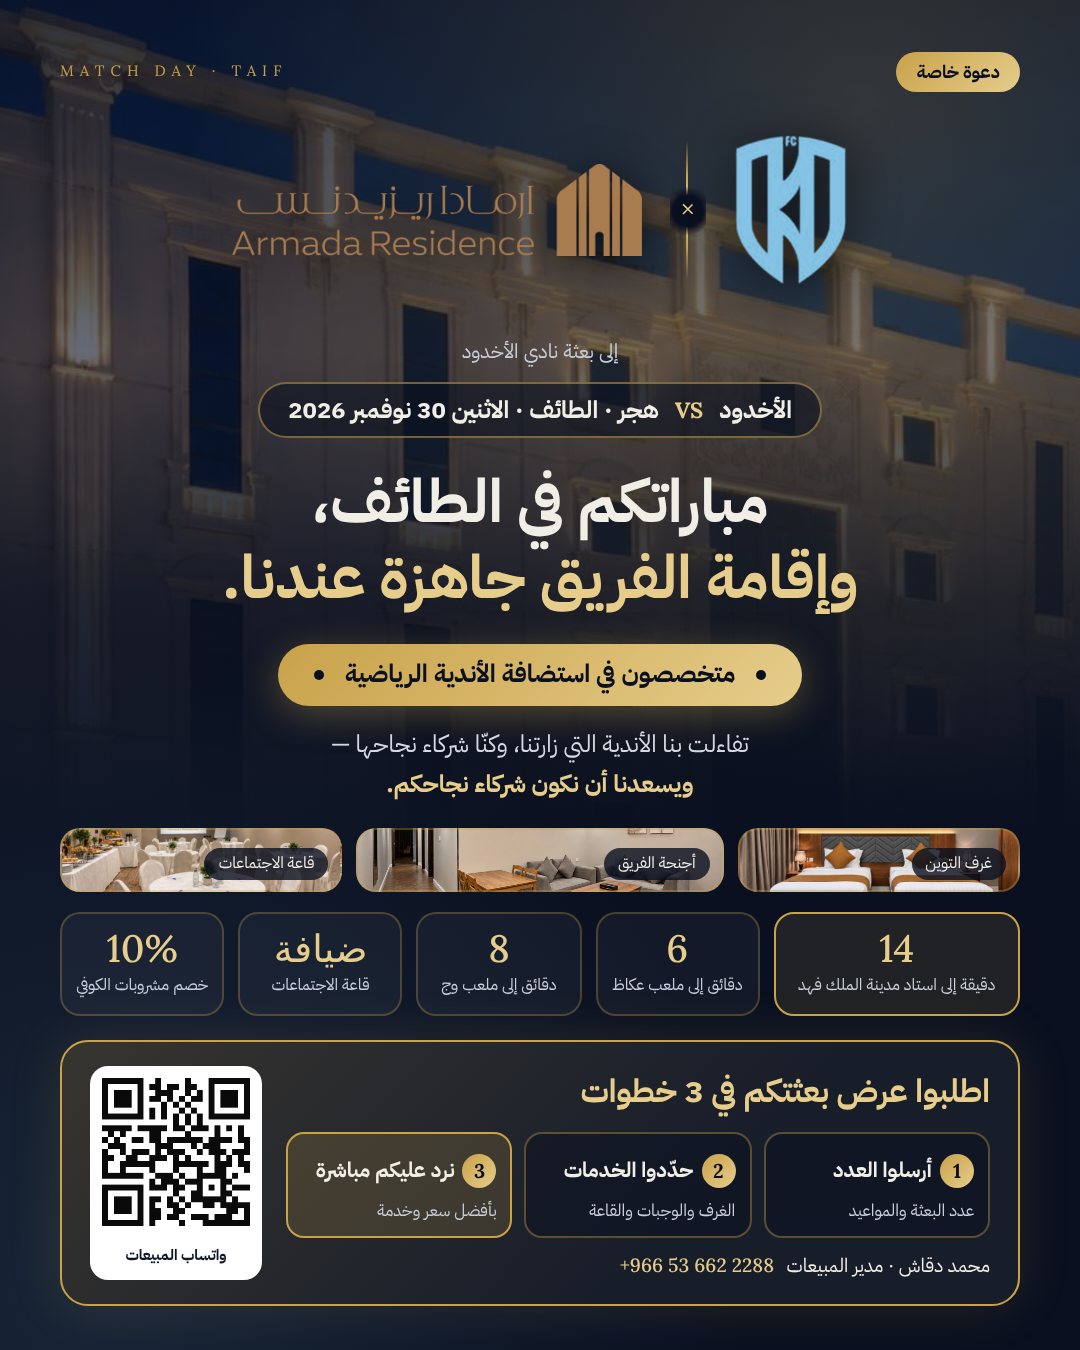 دعوة خاصة
MATCH DAY · TAIF
FC
×
ارمادا ريزيدنس
Armada Residence
إلى بعثة نادي الأخدود
الأخدود VS هجر · الطائف · الاثنين 30 نوفمبر 2026
مباراتكم في الطائف،
وإقامة الفريق جاهزة عندنا.
• متخصصون في استضافة الأندية الرياضية •
تفاءلت بنا الأندية التي زارتنا، وكنّا شركاء نجاحها –
ويسعدنا أن نكون شركاء نجاحكم.
غرف التوين
أجنحة الفريق
قاعة الاجتماعات
14
دقيقة إلى استاد مدينة الملك فهد
6
دقائق إلى ملعب عكاظ
8
دقائق إلى ملعب وج
ضيافة
قاعة الاجتماعات
10%
خصم مشروبات الكوفي
اطلبوا عرض بعثتكم في 3 خطوات
1 أرسلوا العدد
عدد البعثة والمواعيد
2 حدّدوا الخدمات
الغرف والوجبات والقاعة
3 نرد عليكم مباشرة
بأفضل سعر وخدمة
محمد دقاش · مدير المبيعات +966 53 662 2288
واتساب المبيعات